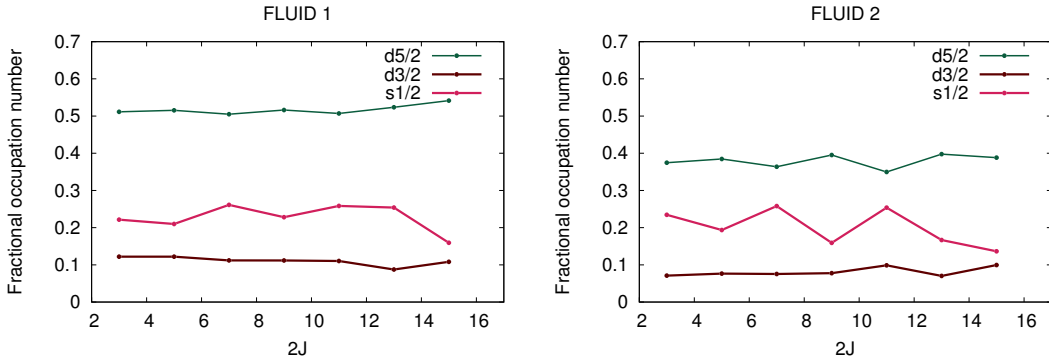 FLUID 1
Fractional occupation number
0.7
0.6
0.5
0.4
0.3
0.2
0.1
0
d5/2
d3/2
s1/2
2 4 6 8 10 12 14 16
2J
FLUID 2
Fractional occupation number
0.7
0.6
0.5
0.4
0.3
0.2
0.1
0
d5/2
d3/2
s1/2
2 4 6 8 10 12 14 16
2J